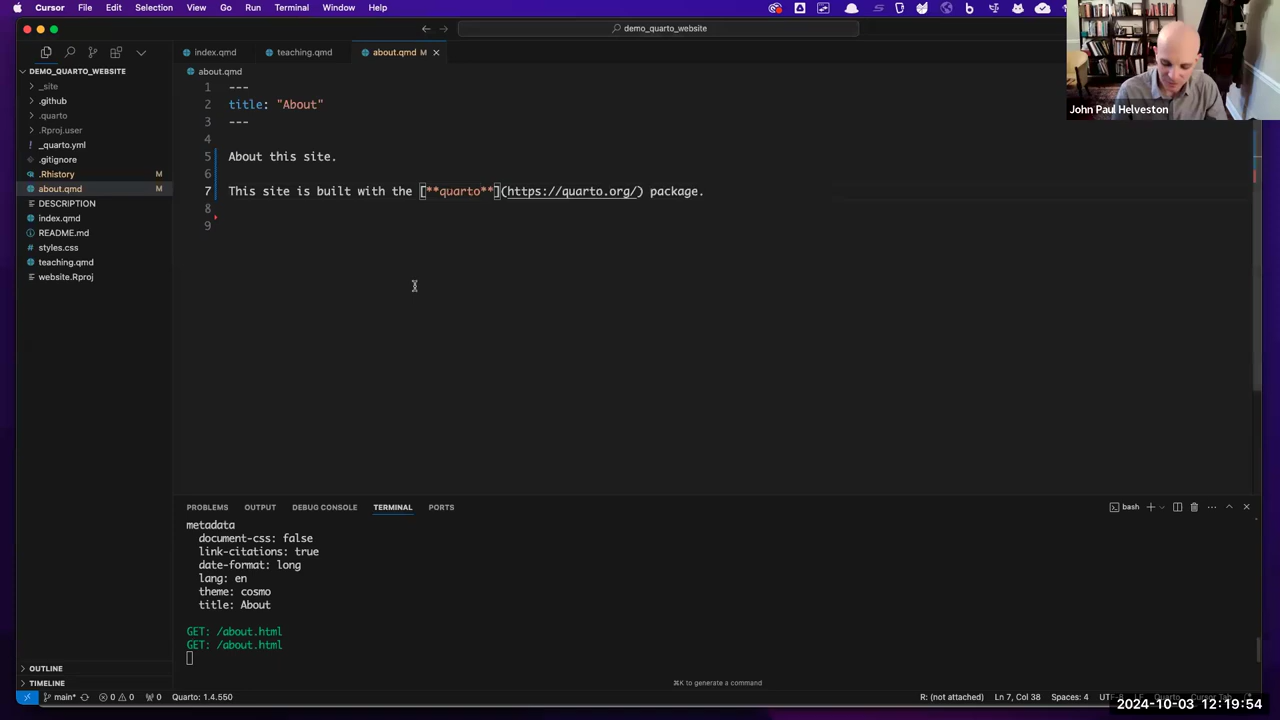 Cursor File Edit Selection View Go Run Terminal Window Help
demo_quarto_website
index.qmd teaching.qmd about.qmd M
DEMO_QUARTO_WEBSITE
about.qmd
_site
.github
.quarto
.Rproj.user
_quarto.yml
.gitignore
.Rhistory M
about.qmd M
DESCRIPTION
index.qmd
README.md
styles.css
teaching.qmd
website.Rproj
1 ---
2 title: "About"
3 ---
4
5 About this site.
6
7 This site is built with the [**quarto**](https://quarto.org/) package.
8
9
John Paul Helveston
PROBLEMS OUTPUT DEBUG CONSOLE TERMINAL PORTS
bash
metadata
document-css: false
link-citations: true
date-format: long
lang: en
theme: cosmo
title: About
GET: /about.html
GET: /about.html
⌘K to generate a command
OUTLINE
TIMELINE
main* 0 0 0 Quarto: 1.4.550
R: (not attached) Ln 7, Col 38 Spaces: 4
2024-10-03 12:19:54